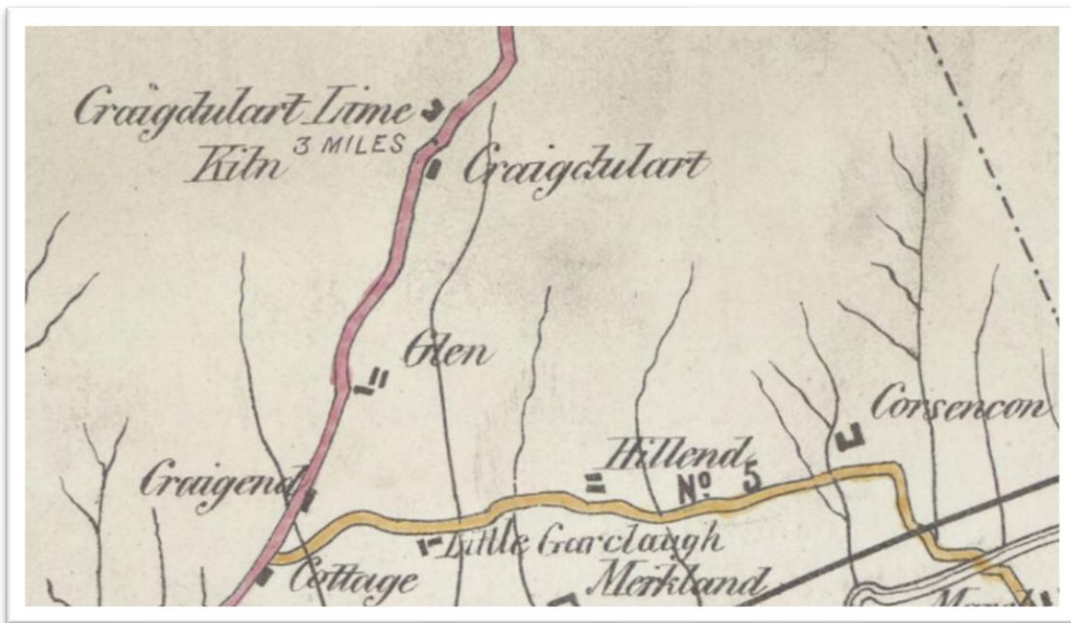 Craigdulart Lime
Kiln
3 MILES
Craigdulart
Glen
Corsencon
Hillend
Nº 5
Craigend
Little Garclaugh
Cottage
Merkland